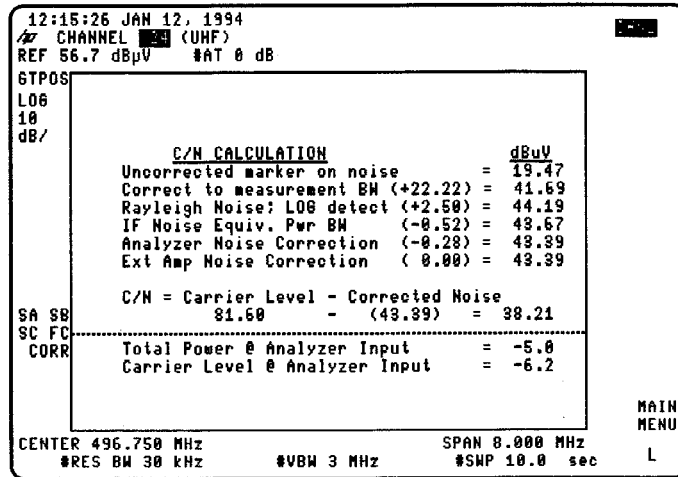 12:15:26 JAN 12, 1994
hp CHANNEL 24 (UHF)
REF 56.7 dBµV #AT 0 dB
GTPOS
LOG
10
dB/
C/N CALCULATION dBuV
Uncorrected marker on noise = 19.47
Correct to measurement BW (+22.22) = 41.69
Rayleigh Noise; LOG detect (+2.50) = 44.19
IF Noise Equiv. Pwr BW (-0.52) = 43.67
Analyzer Noise Correction (-0.28) = 43.39
Ext Amp Noise Correction ( 0.00) = 43.39
C/N = Carrier Level - Corrected Noise
81.60 - (43.39) = 38.21
SA SB
SC FC
CORR
Total Power @ Analyzer Input = -5.0
Carrier Level @ Analyzer Input = -6.2
MAIN
MENU
CENTER 496.750 MHz SPAN 8.000 MHz
#RES BW 30 kHz #VBW 3 MHz #SWP 10.0 sec
L